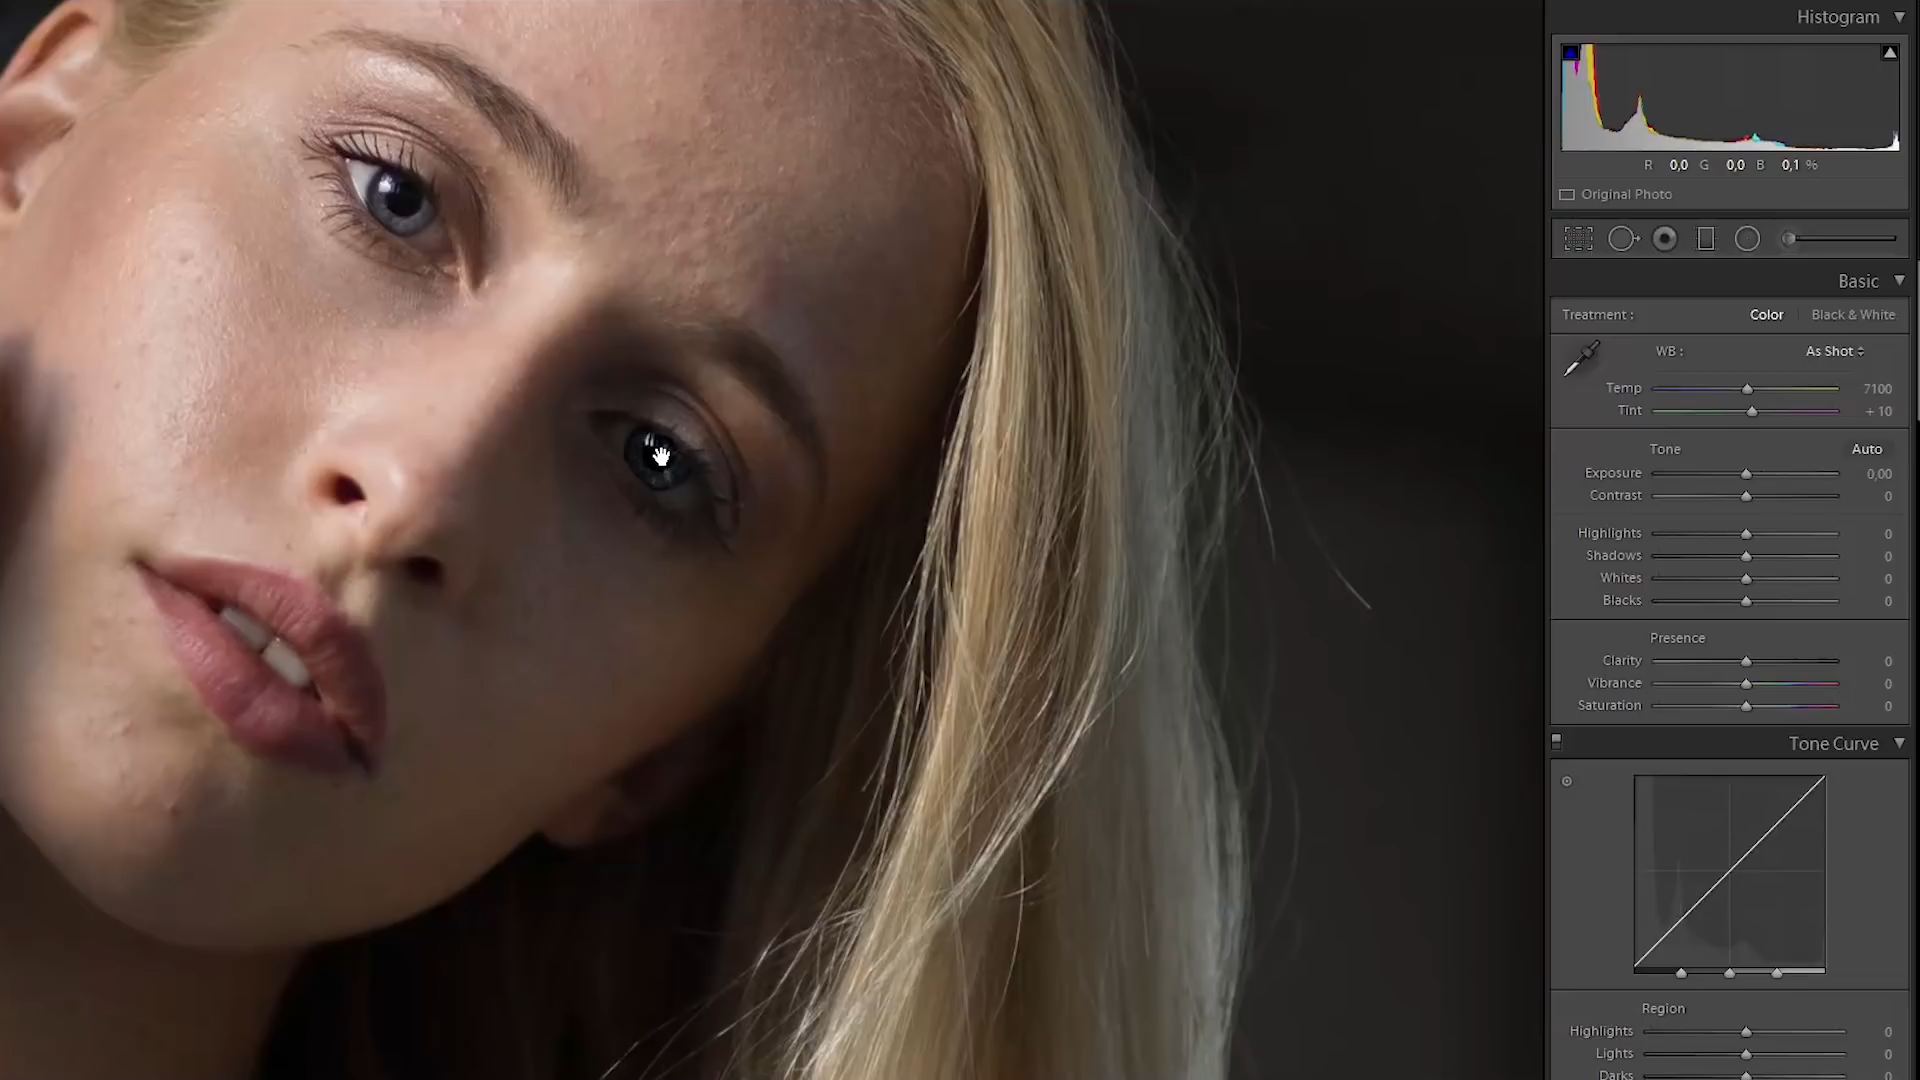 Histogram
R 0,0 G 0,0 B 0,1 %
Original Photo
Basic
Treatment : Color Black & White
WB : As Shot
Temp 7100
Tint + 10
Tone Auto
Exposure 0,00
Contrast 0
Highlights 0
Shadows 0
Whites 0
Blacks 0
Presence
Clarity 0
Vibrance 0
Saturation 0
Tone Curve
Region
Highlights 0
Lights 0
Darks 0